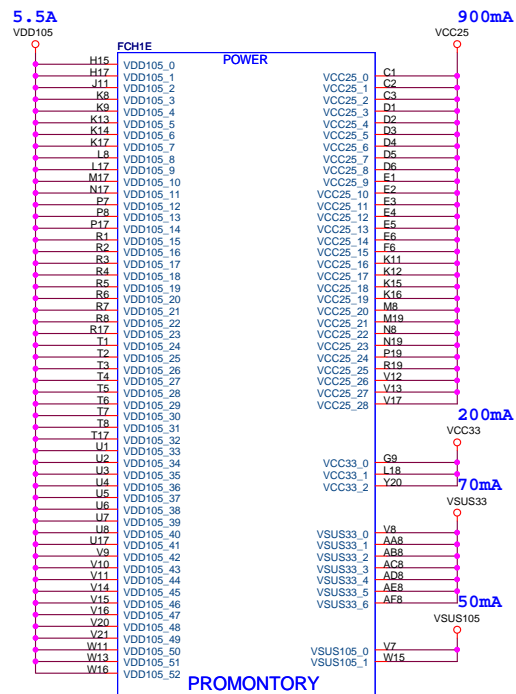 5.5A
VDD105
FCH1E
POWER
H15 VDD105_0
H17 VDD105_1
J11 VDD105_2
K8 VDD105_3
K9 VDD105_4
K13 VDD105_5
K14 VDD105_6
K17 VDD105_7
L8 VDD105_8
L17 VDD105_9
M17 VDD105_10
N17 VDD105_11
P7 VDD105_12
P8 VDD105_13
P17 VDD105_14
R1 VDD105_15
R2 VDD105_16
R3 VDD105_17
R4 VDD105_18
R5 VDD105_19
R6 VDD105_20
R7 VDD105_21
R8 VDD105_22
R17 VDD105_23
T1 VDD105_24
T2 VDD105_25
T3 VDD105_26
T4 VDD105_27
T5 VDD105_28
T6 VDD105_29
T7 VDD105_30
T8 VDD105_31
T17 VDD105_32
U1 VDD105_33
U2 VDD105_34
U3 VDD105_35
U4 VDD105_36
U5 VDD105_37
U6 VDD105_38
U7 VDD105_39
U8 VDD105_40
U17 VDD105_41
V9 VDD105_42
V10 VDD105_43
V11 VDD105_44
V14 VDD105_45
V15 VDD105_46
V16 VDD105_47
V20 VDD105_48
V21 VDD105_49
W11 VDD105_50
W13 VDD105_51
W16 VDD105_52
900mA
VCC25
VCC25_0 C1
VCC25_1 C2
VCC25_2 C3
VCC25_3 D1
VCC25_4 D2
VCC25_5 D3
VCC25_6 D4
VCC25_7 D5
VCC25_8 D6
VCC25_9 E1
VCC25_10 E2
VCC25_11 E3
VCC25_12 E4
VCC25_13 E5
VCC25_14 E6
VCC25_15 F6
VCC25_16 K11
VCC25_17 K12
VCC25_18 K15
VCC25_19 K16
VCC25_20 M8
VCC25_21 M19
VCC25_22 N8
VCC25_23 N19
VCC25_24 P19
VCC25_25 R19
VCC25_26 V12
VCC25_27 V13
VCC25_28 V17
200mA
VCC33
VCC33_0 G9
VCC33_1 L18
VCC33_2 Y20
70mA
VSUS33
VSUS33_0 V8
VSUS33_1 AA8
VSUS33_2 AB8
VSUS33_3 AC8
VSUS33_4 AD8
VSUS33_5 AE8
VSUS33_6 AF8
50mA
VSUS105
VSUS105_0 V7
VSUS105_1 W15
PROMONTORY